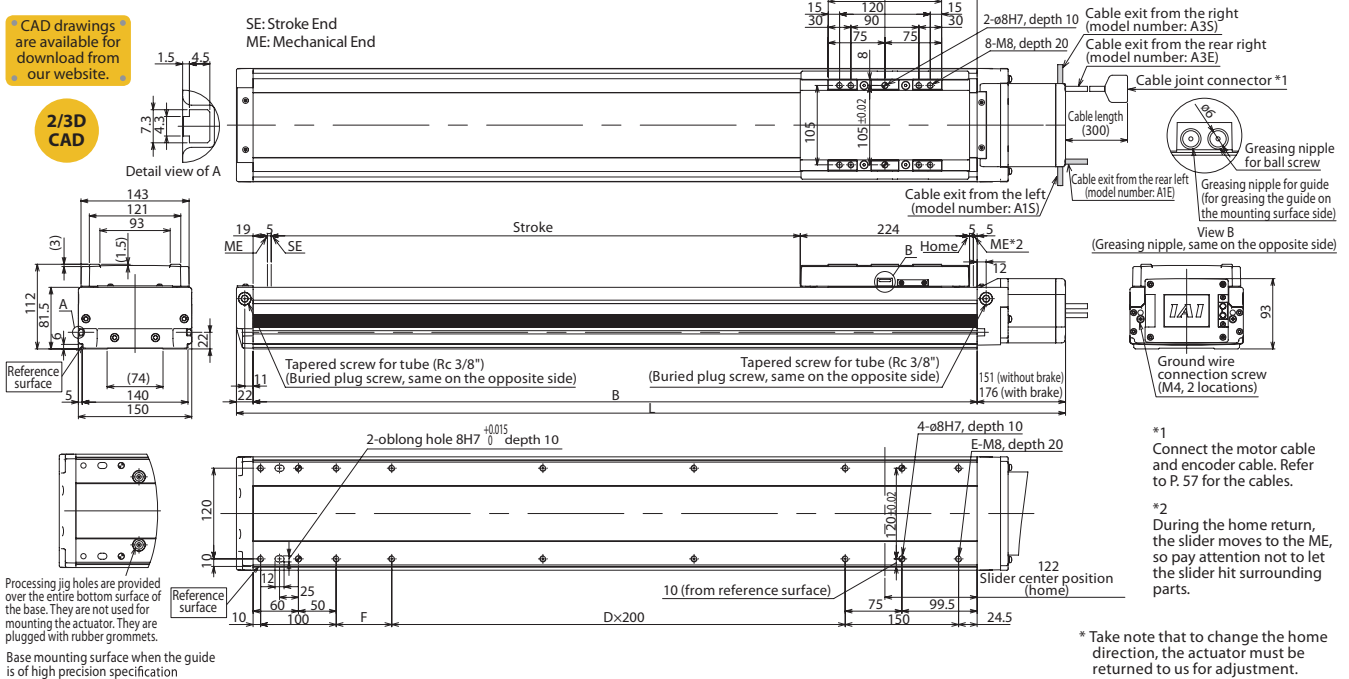 CAD drawings
are available for
download from
our website.
2/3D
CAD
SE: Stroke End
ME: Mechanical End
1.5
4.5
7.3
4.3
Detail view of A
15
120
15
30
90
30
75
75
8
105
105±0.02
2-ø8H7, depth 10
8-M8, depth 20
Cable exit from the right
(model number: A3S)
Cable exit from the rear right
(model number: A3E)
Cable joint connector *1
Cable length
(300)
Cable exit from the rear left
(model number: A1E)
Cable exit from the left
(model number: A1S)
ø6
Greasing nipple
for ball screw
Greasing nipple for guide
(for greasing the guide on
the mounting surface side)
View B
(Greasing nipple, same on the opposite side)
143
121
93
(3)
(1.5)
112
81.5
6
A
22
Reference
surface
(74)
5
140
150
19
5
Stroke
224
5
5
ME
SE
B
Home
ME*2
12
Tapered screw for tube (Rc 3/8")
(Buried plug screw, same on the opposite side)
Tapered screw for tube (Rc 3/8")
(Buried plug screw, same on the opposite side)
11
22
B
151 (without brake)
176 (with brake)
L
IAI
93
Ground wire
connection screw
(M4, 2 locations)
2-oblong hole 8H7 +0.015 0 depth 10
4-ø8H7, depth 10
E-M8, depth 20
120
10
120±0.02
Reference
surface
12
25
60
50
10
100
F
D×200
10 (from reference surface)
75
99.5
150
24.5
122
Slider center position
(home)
Processing jig holes are provided
over the entire bottom surface of
the base. They are not used for
mounting the actuator. They are
plugged with rubber grommets.
Base mounting surface when the guide
is of high precision specification
*1
Connect the motor cable
and encoder cable. Refer
to P. 57 for the cables.
*2
During the home return,
the slider moves to the ME,
so pay attention not to let
the slider hit surrounding
parts.
* Take note that to change the home
direction, the actuator must be
returned to us for adjustment.